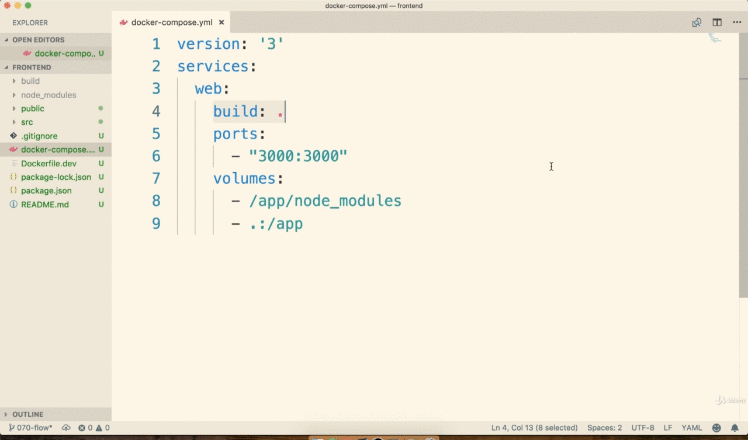 docker-compose.yml — frontend
EXPLORER
docker-compose.yml ×
OPEN EDITORS
docker-compo.. U
FRONTEND
build
node_modules
public
src
.gitignore U
docker-compose.... U
Dockerfile.dev U
package-lock.json U
package.json U
README.md U
1 version: '3'
2 services:
3 web:
4 build: .
5 ports:
6 - "3000:3000"
7 volumes:
8 - /app/node_modules
9 - .:/app
OUTLINE
070-flow* 0 0 Ln 4, Col 13 (8 selected) Spaces: 2 UTF-8 LF YAML